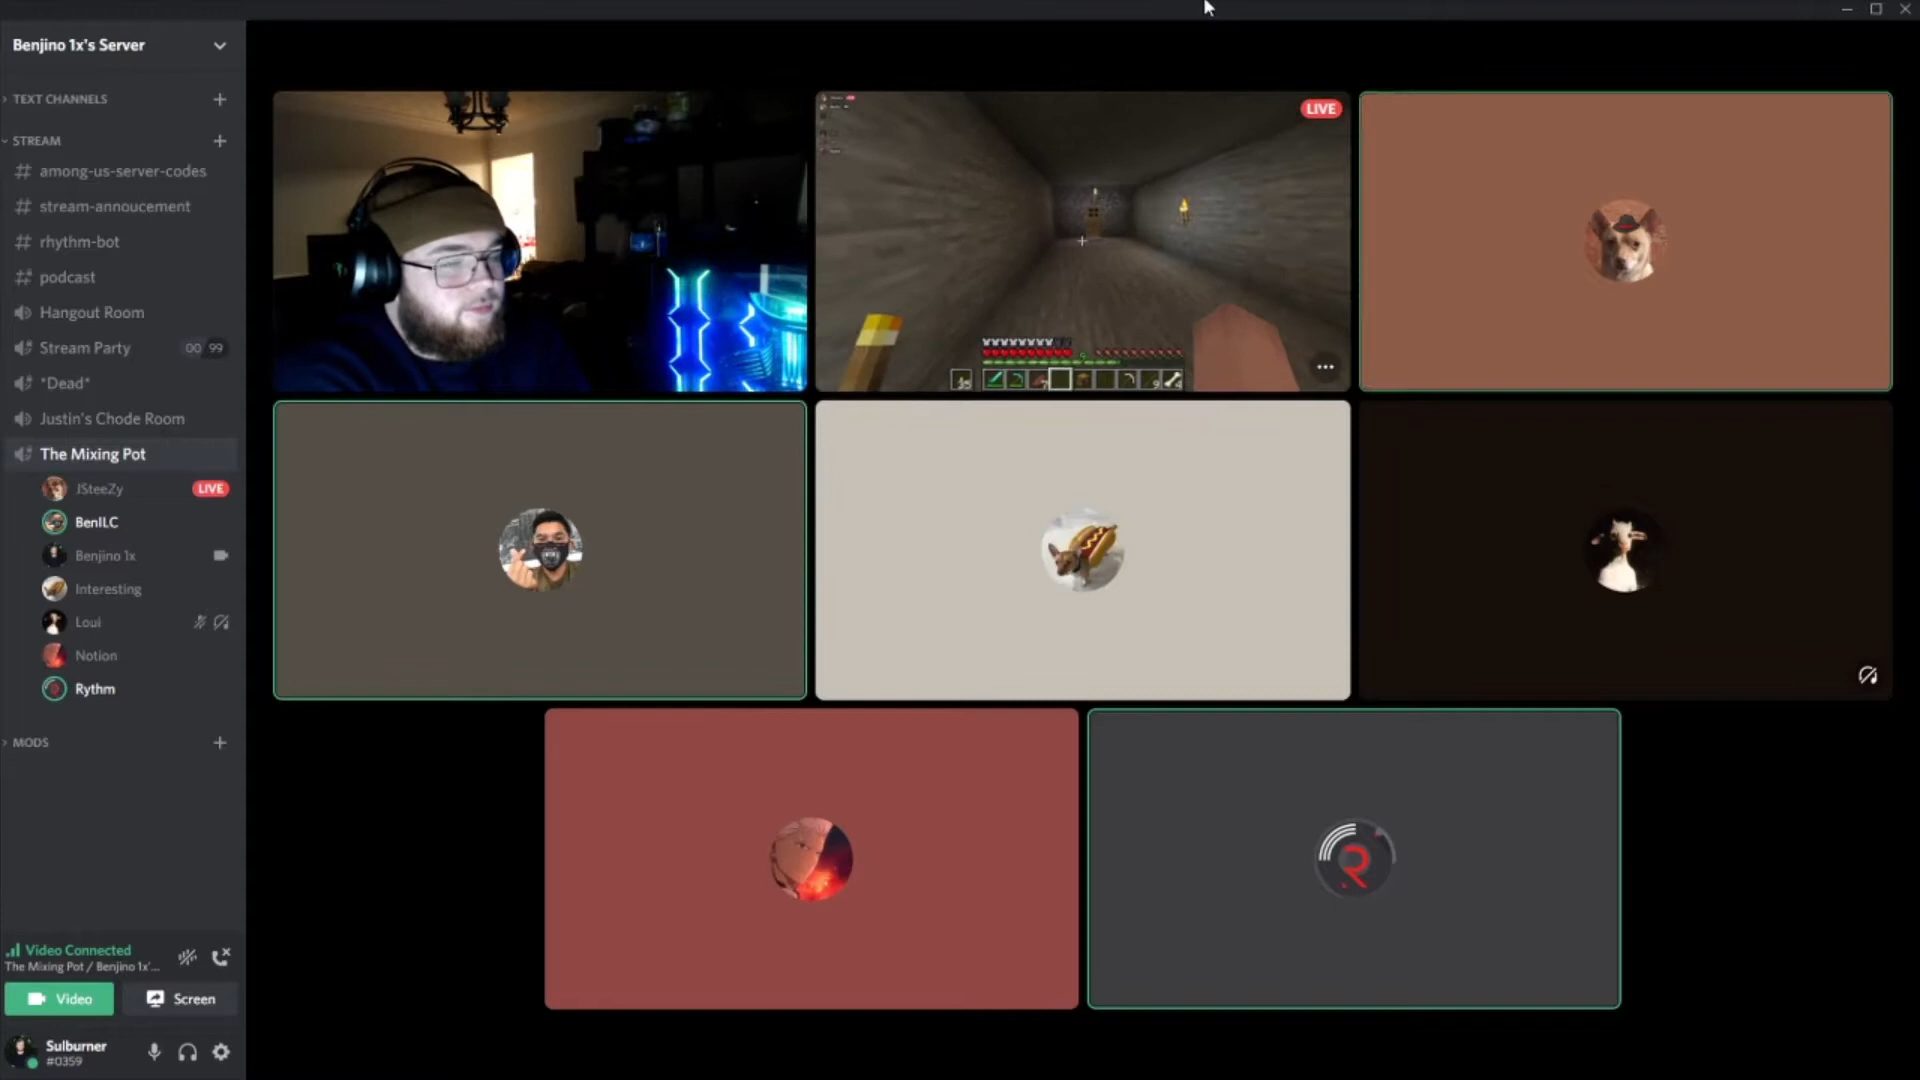 Benjino 1x's Server
TEXT CHANNELS
STREAM
among-us-server-codes
stream-annoucement
rhythm-bot
podcast
Hangout Room
Stream Party 00 99
*Dead*
Justin's Chode Room
The Mixing Pot
JSteeZy LIVE
BenILC
Benjino 1x
Interesting
Loui
Notion
Rythm
MODS
Video Connected
The Mixing Pot / Benjino 1x'...
Video Screen
Sulburner
#0359
LIVE